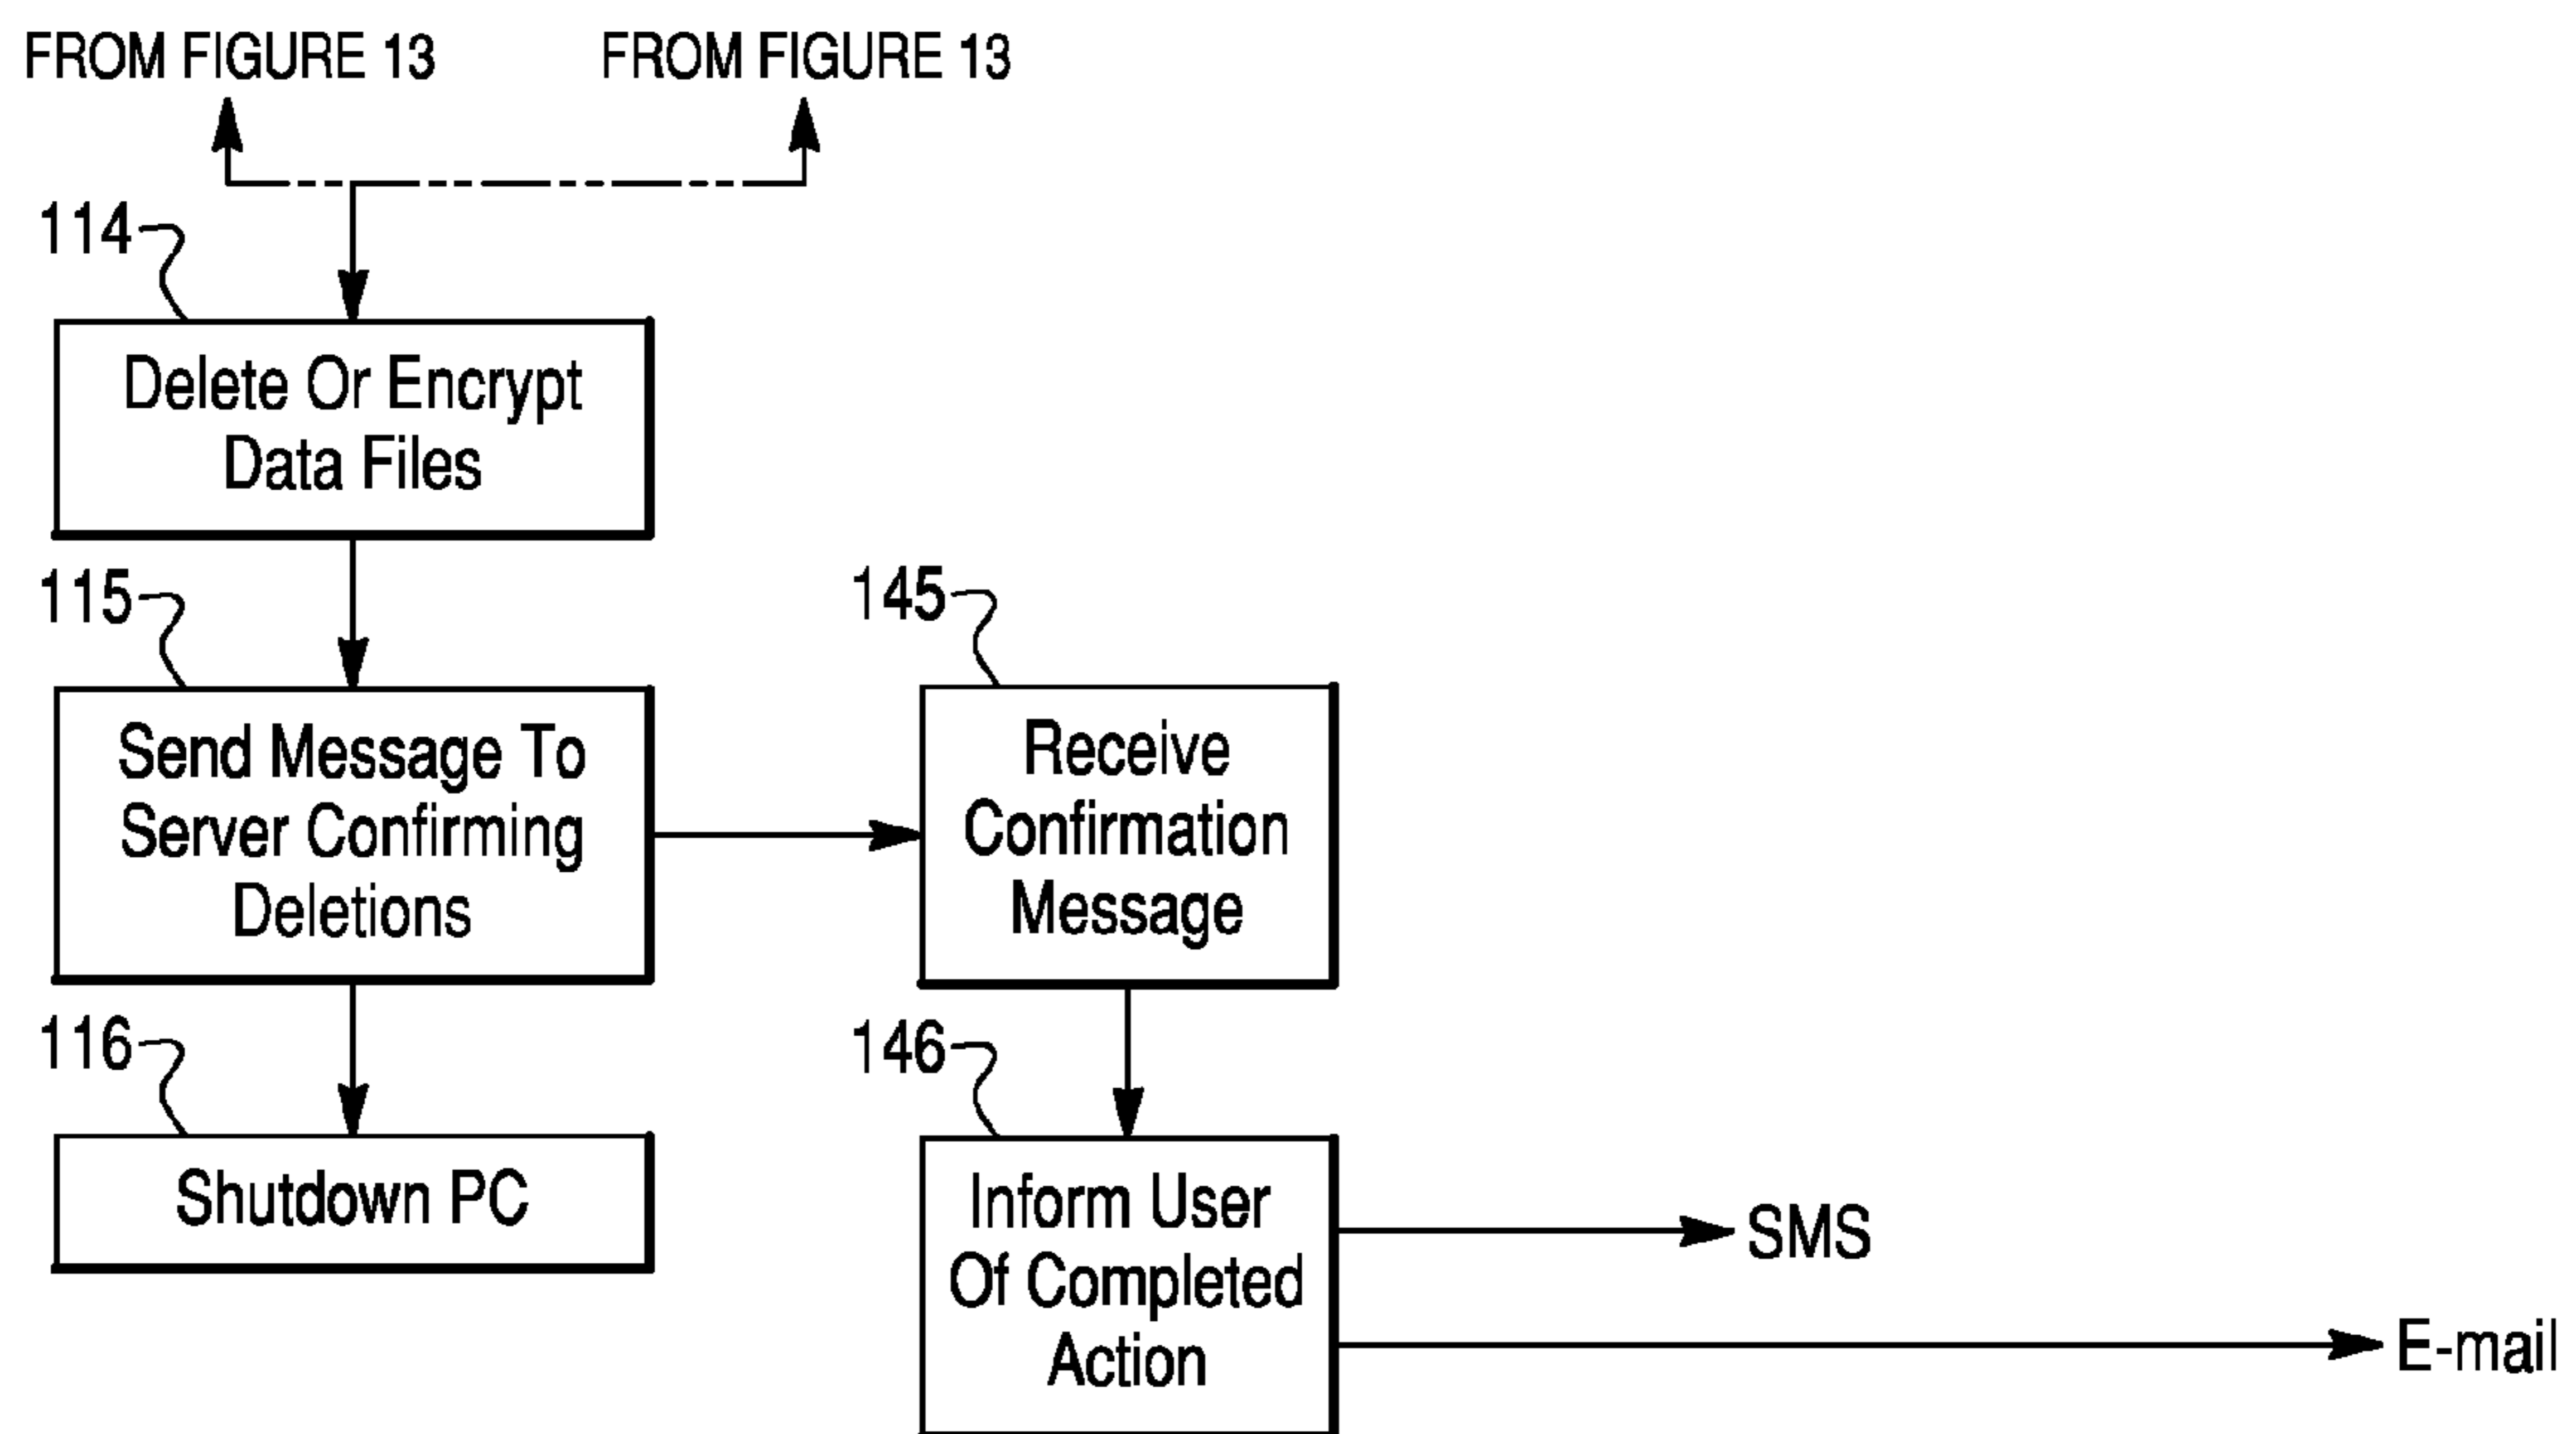 FROM FIGURE 13
FROM FIGURE 13
114
Delete Or Encrypt
Data Files
115
Send Message To
Server Confirming
Deletions
145
Receive
Confirmation
Message
116
Shutdown PC
146
Inform User
Of Completed
Action
SMS
E-mail